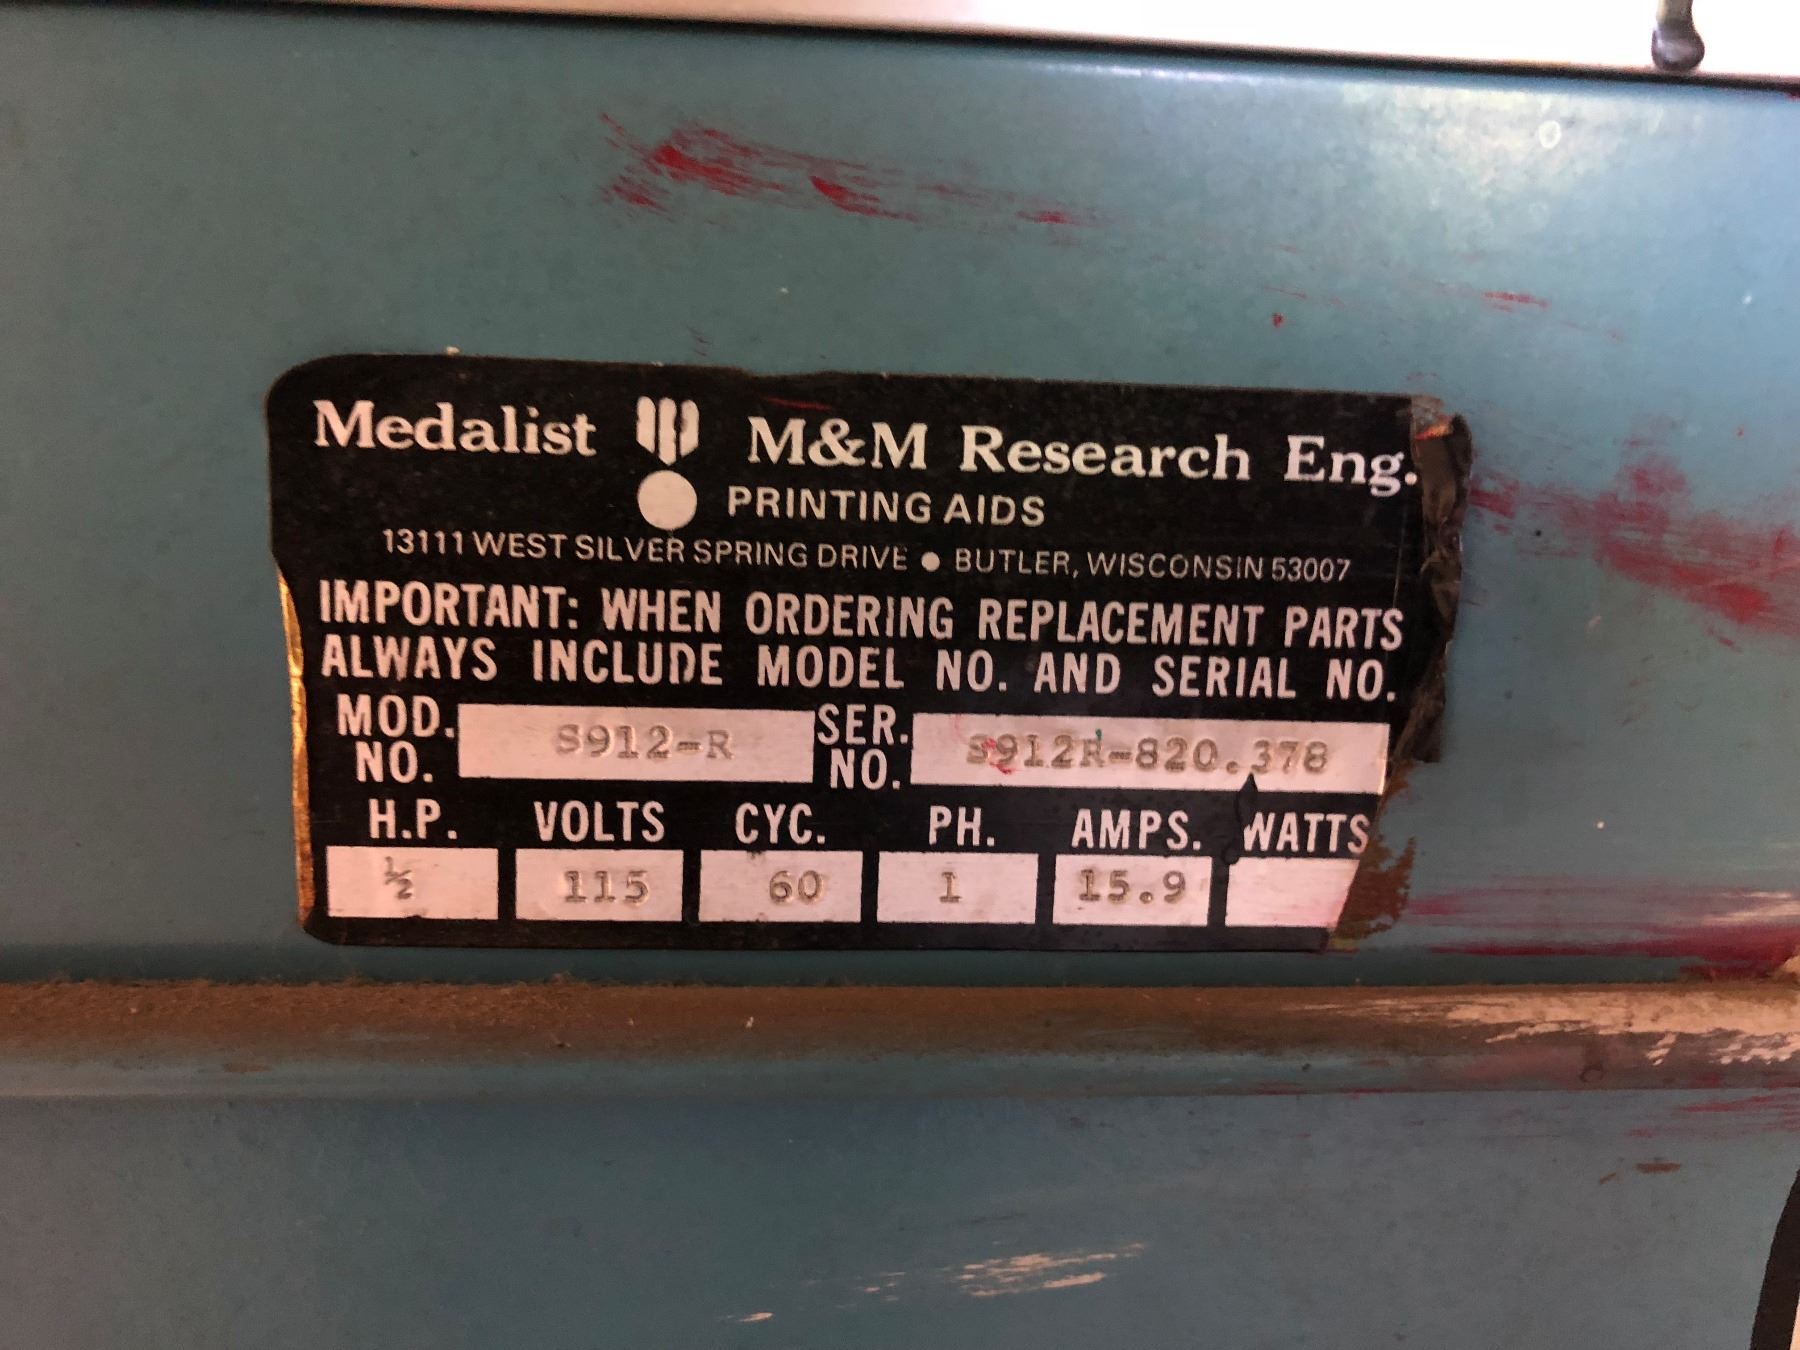 Medalist M&M Research Eng.
PRINTING AIDS
13111 WEST SILVER SPRING DRIVE ● BUTLER, WISCONSIN 53007
IMPORTANT: WHEN ORDERING REPLACEMENT PARTS
ALWAYS INCLUDE MODEL NO. AND SERIAL NO.
MOD. NO. S912-R SER. NO. S912R-820.378
H.P. VOLTS CYC. PH. AMPS. WATTS
½ 115 60 1 15.9